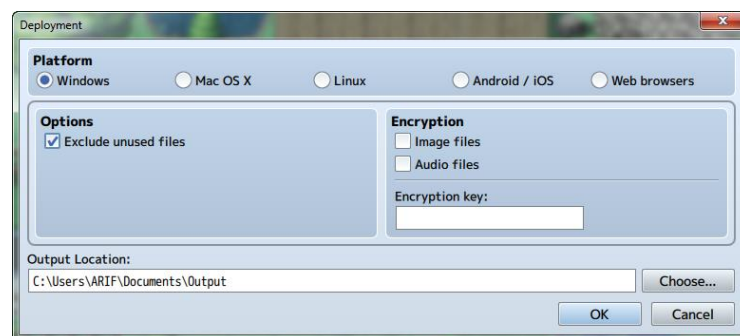 Deployment
Platform
Windows Mac OS X Linux Android / iOS Web browsers
Options
Exclude unused files
Encryption
Image files
Audio files
Encryption key:
Output Location:
C:\Users\ARIF\Documents\Output Choose...
OK Cancel